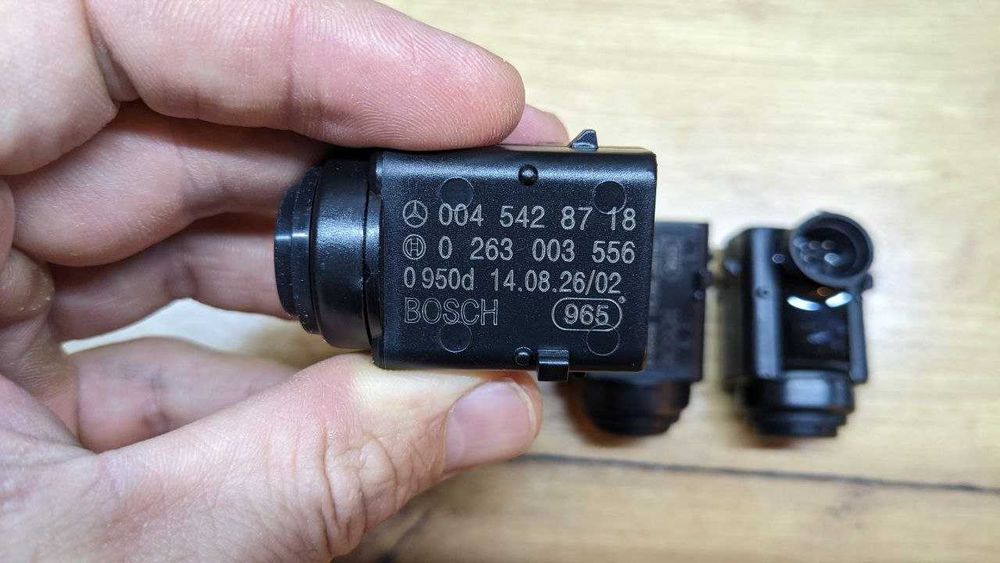 004 542 87 18
0 263 003 556
0 950d 14.08.26/02
BOSCH 965